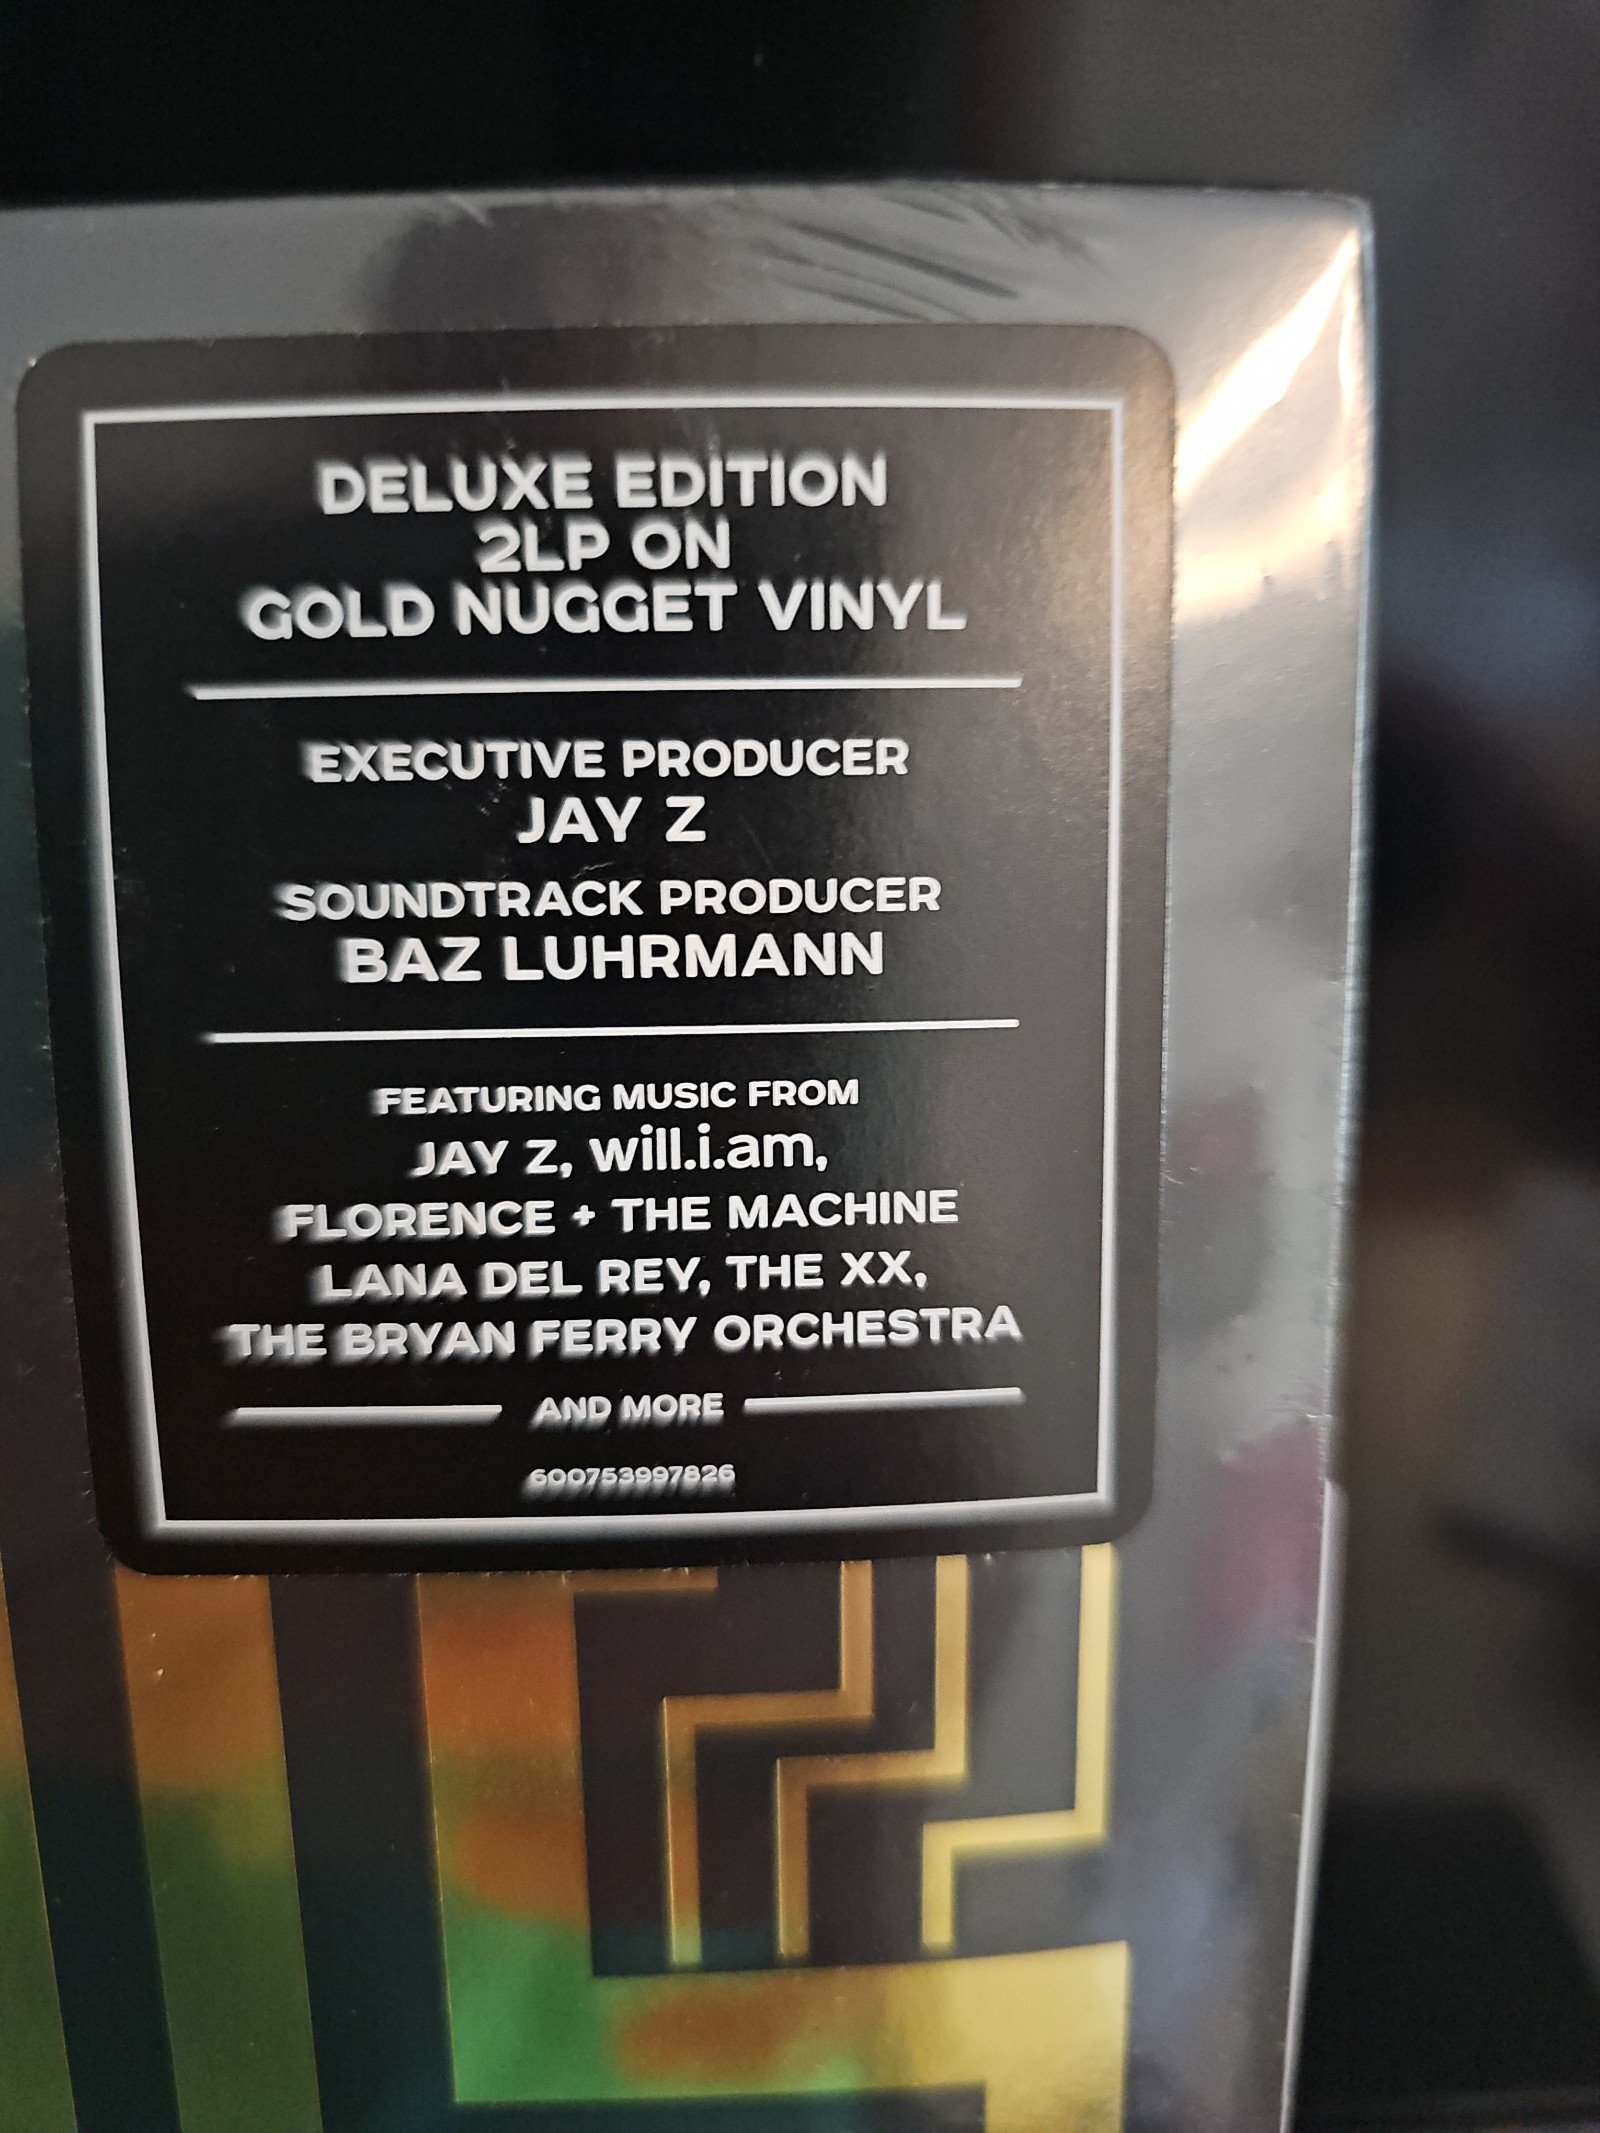 DELUXE EDITION
2LP ON
GOLD NUGGET VINYL
EXECUTIVE PRODUCER
JAY Z
SOUNDTRACK PRODUCER
BAZ LUHRMANN
FEATURING MUSIC FROM
JAY Z, will.i.am,
FLORENCE + THE MACHINE
LANA DEL REY, THE XX,
THE BRYAN FERRY ORCHESTRA
AND MORE
600753997826